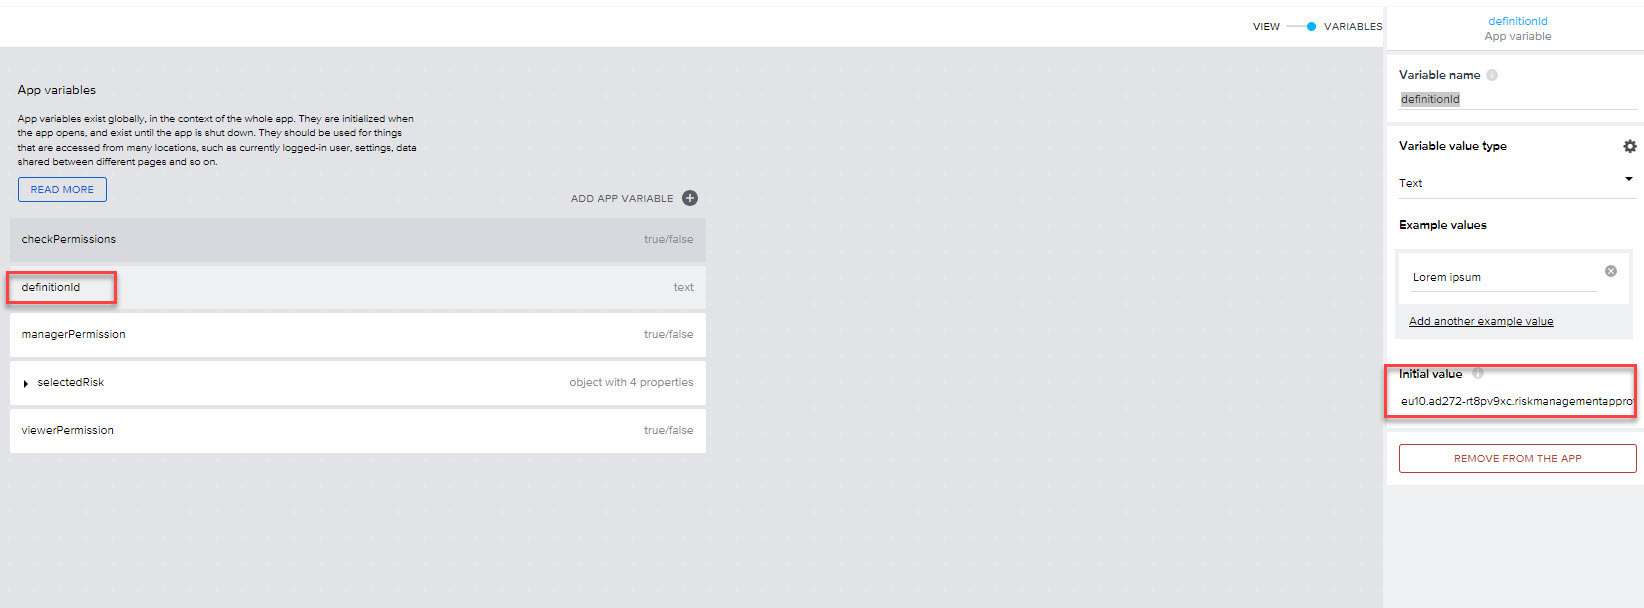 VIEW VARIABLES
App variables
App variables exist globally, in the context of the whole app. They are initialized when
the app opens, and exist until the app is shut down. They should be used for things
that are accessed from many locations, such as currently logged-in user, settings, data
shared between different pages and so on.
READ MORE
ADD APP VARIABLE
checkPermissions true/false
definitionId text
managerPermission true/false
selectedRisk object with 4 properties
viewerPermission true/false
definitionId
App variable
Variable name
definitionId
Variable value type
Text
Example values
Lorem ipsum
Add another example value
Initial value
eu10.ad272-rt8pv9xc.riskmanagementappro
REMOVE FROM THE APP